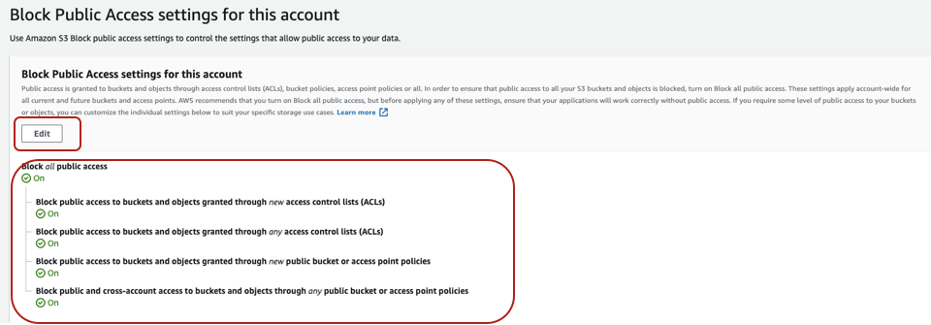 Block Public Access settings for this account
Use Amazon S3 Block public access settings to control the settings that allow public access to your data.
Block Public Access settings for this account
Public access is granted to buckets and objects through access control lists (ACLs), bucket policies, access point policies or all. In order to ensure that public access to all your S3 buckets and objects is blocked, turn on Block all public access. These settings apply account-wide
for all current and future buckets and access points. AWS recommends that you turn on Block all public access, but before applying any of these settings, ensure that your applications will work correctly without public access. If you require some level of public access to your buckets
or objects, you can customize the individual settings below to suit your specific storage use cases. Learn more
Edit
Block all public access
On
Block public access to buckets and objects granted through new access control lists (ACLs)
On
Block public access to buckets and objects granted through any access control lists (ACLs)
On
Block public access to buckets and objects granted through new public bucket or access point policies
On
Block public and cross-account access to buckets and objects through any public bucket or access point policies
On